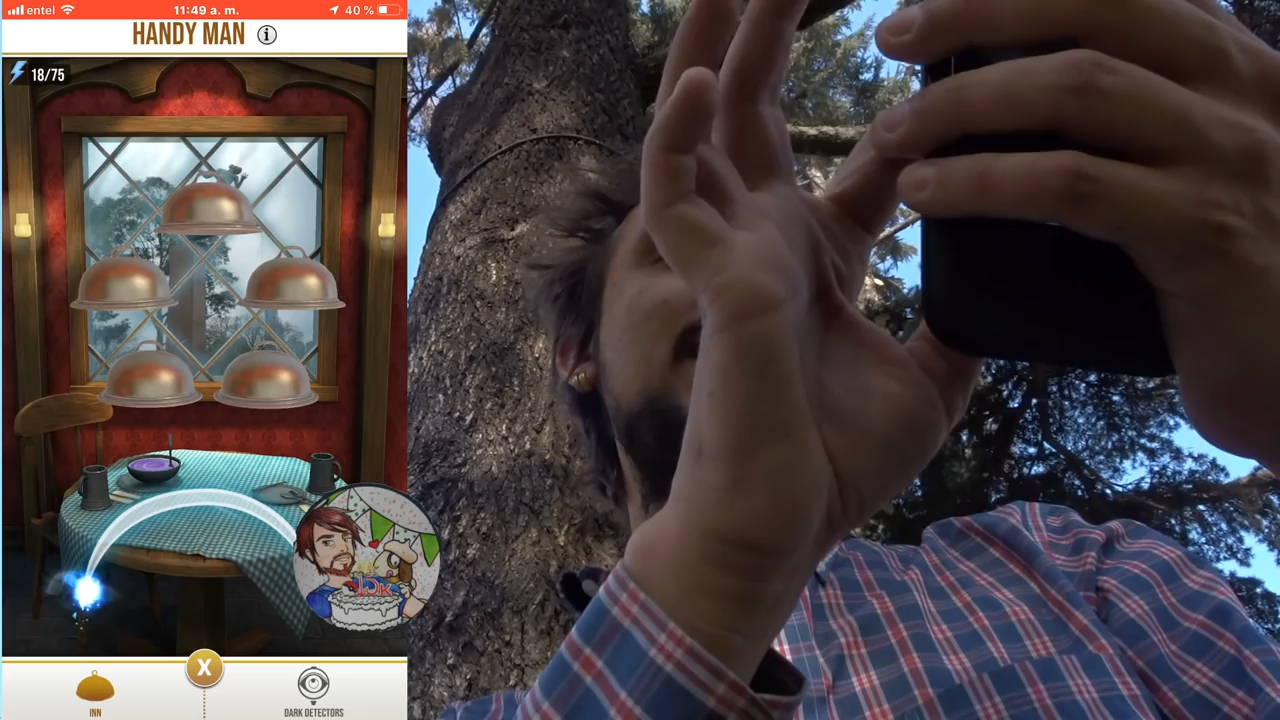 entel 11:49 a. m. 40 %
HANDY MAN i
18/75
15K
X
INN DARK DETECTORS